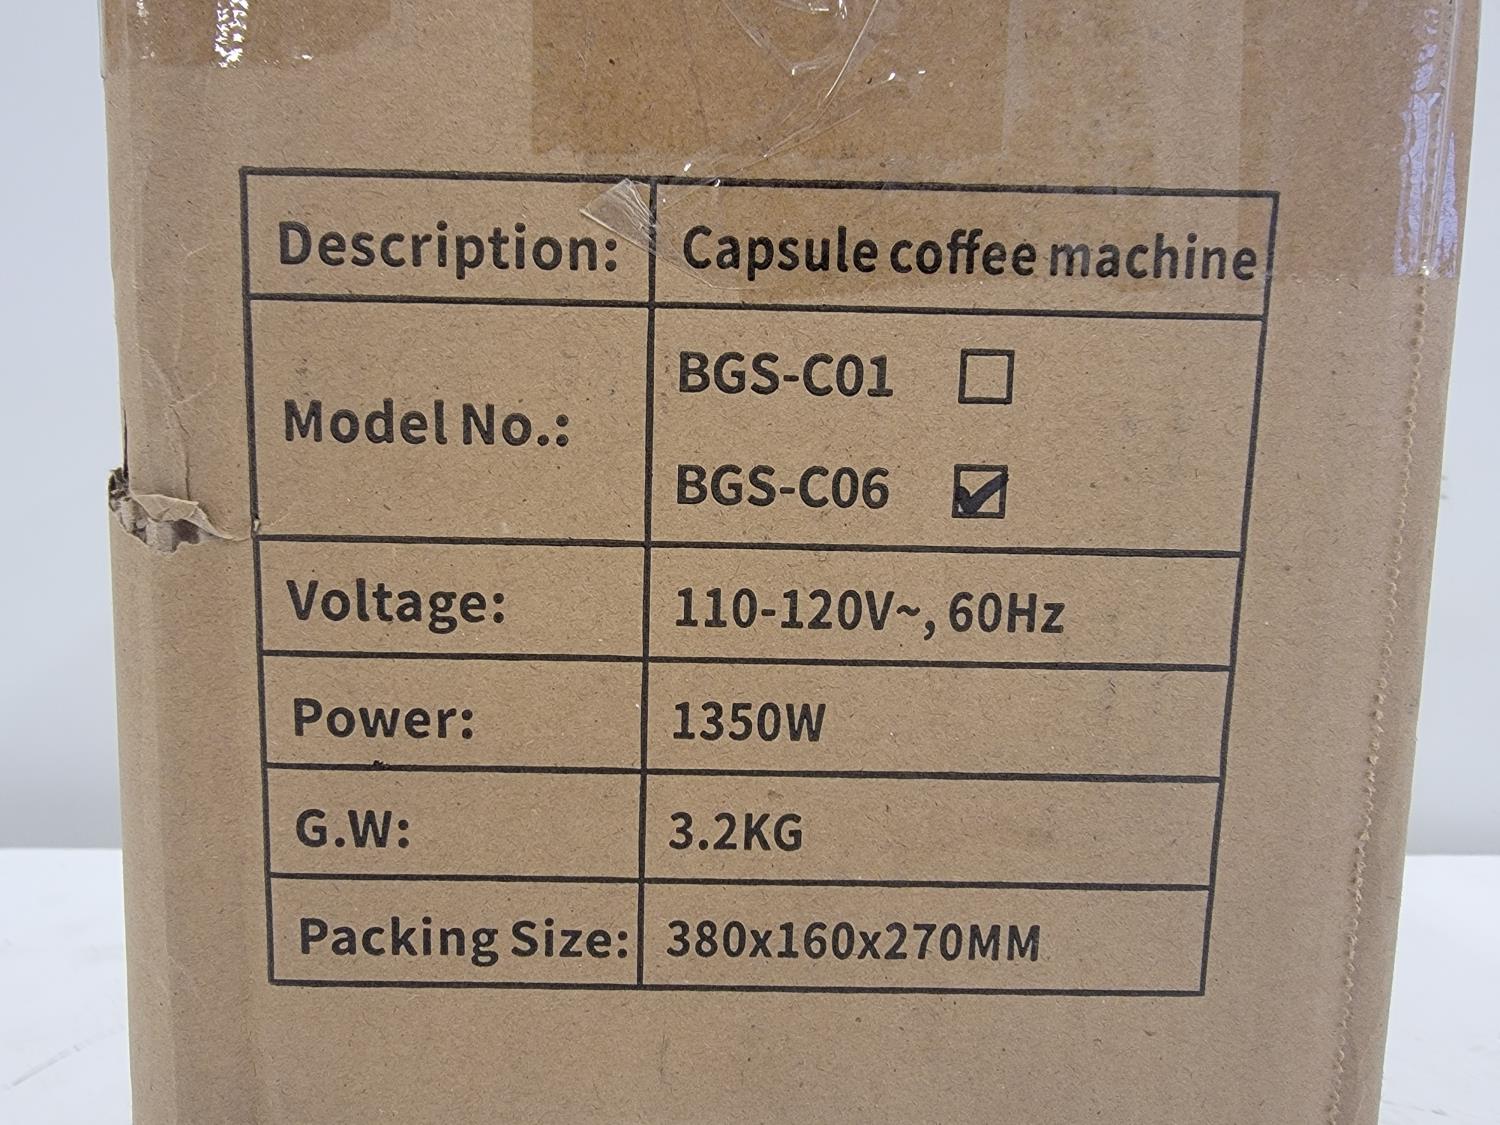 Description: Capsule coffee machine
Model No.:
BGS-C01 ☐
BGS-C06 ☑
Voltage: 110-120V~, 60Hz
Power: 1350W
G.W: 3.2KG
Packing Size: 380x160x270MM